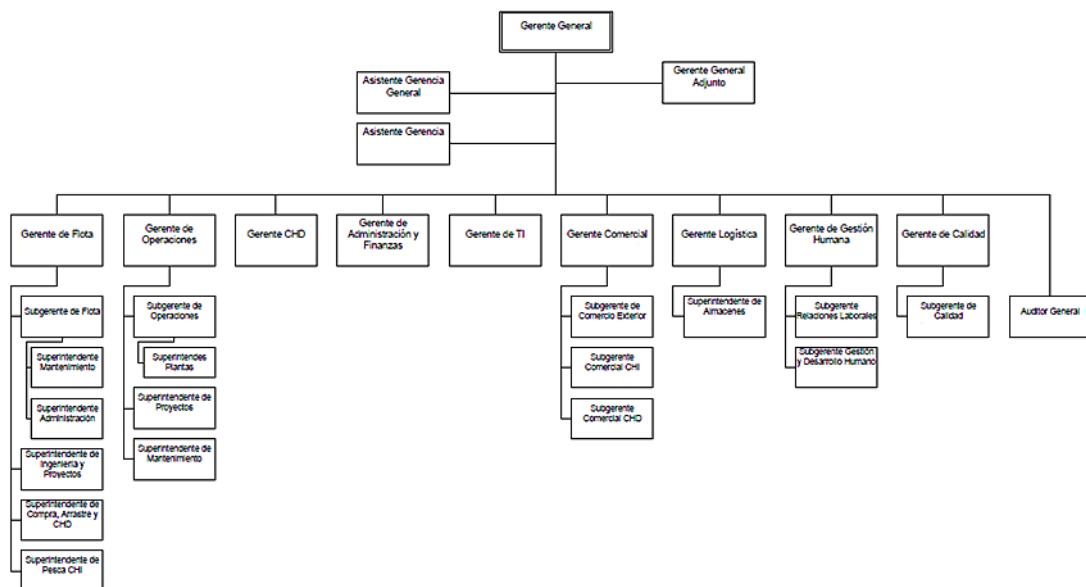 Gerente General
Asistente Gerencia
General
Gerente General
Adjunto
Asistente Gerencia
Gerente de Flota
Gerente de
Operaciones
Gerente CHD
Gerente de
Administración y
Finanzas
Gerente de TI
Gerente Comercial
Gerente Logística
Gerente de Gestión
Humana
Gerente de Calidad
Subgerente de Flota
Superintendente
Mantenimiento
Superintendente
Administración
Superintendente de
Ingeniería y
Proyectos
Superintendente de
Compra, Arrastre y
CHD
Superintendente de
Pesca CHI
Subgerente de
Operaciones
Superintendes
Plantas
Superintendente de
Proyectos
Superintendente de
Mantenimiento
Subgerente de
Comercio Exterior
Subgerente
Comercial CHI
Subgerente
Comercial CHD
Superintendente de
Almacenes
Subgerente
Relaciones Laborales
Subgerente Gestión
y Desarrollo Humano
Subgerente de
Calidad
Auditor General